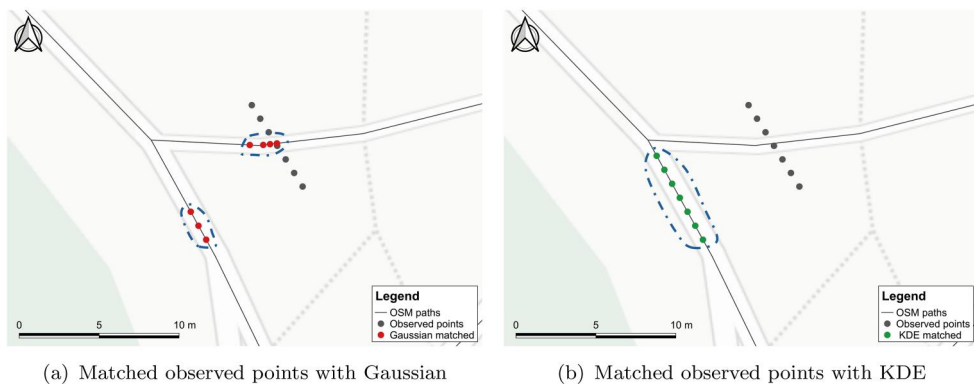 Legend
OSM paths
Observed points
Gaussian matched
0 5 10 m
Legend
OSM paths
Observed points
KDE matched
0 5 10 m
(a) Matched observed points with Gaussian
(b) Matched observed points with KDE